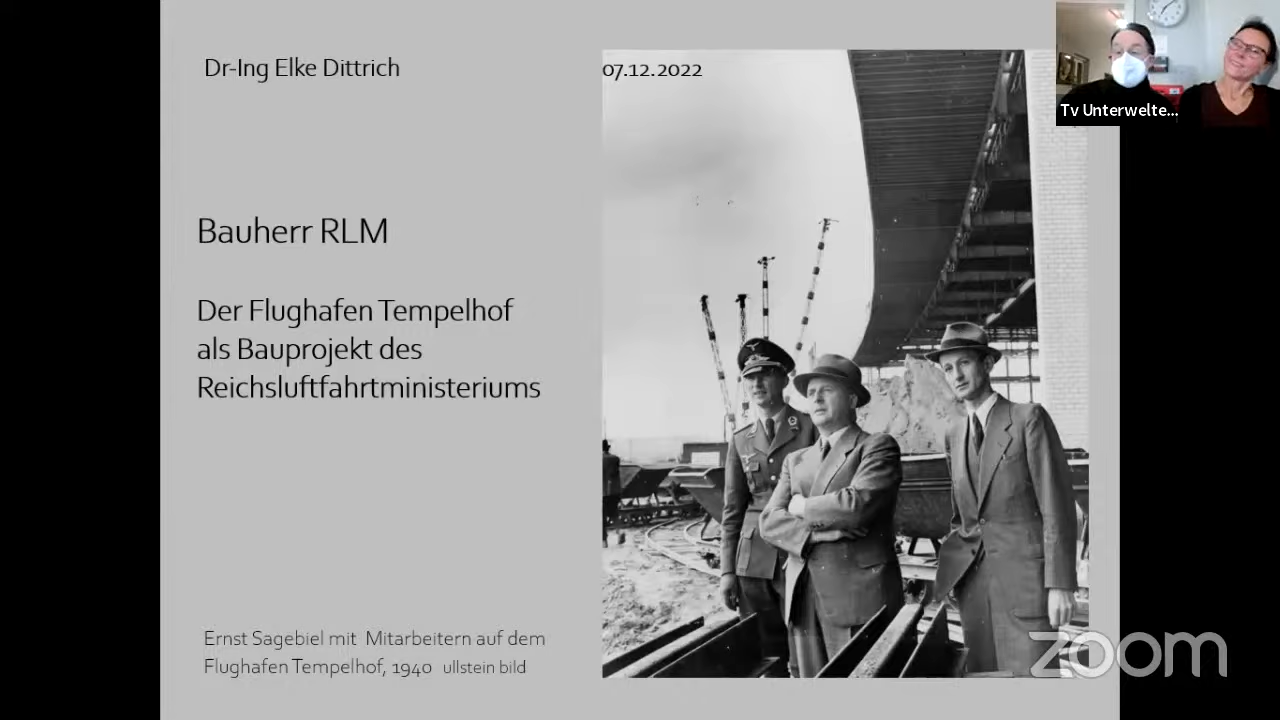 Dr-Ing Elke Dittrich
07.12.2022
Tv Unterwelte...
Bauherr RLM
Der Flughafen Tempelhof
als Bauprojekt des
Reichsluftfahrtministeriums
Ernst Sagebiel mit Mitarbeitern auf dem
Flughafen Tempelhof, 1940 ullstein bild
zoom